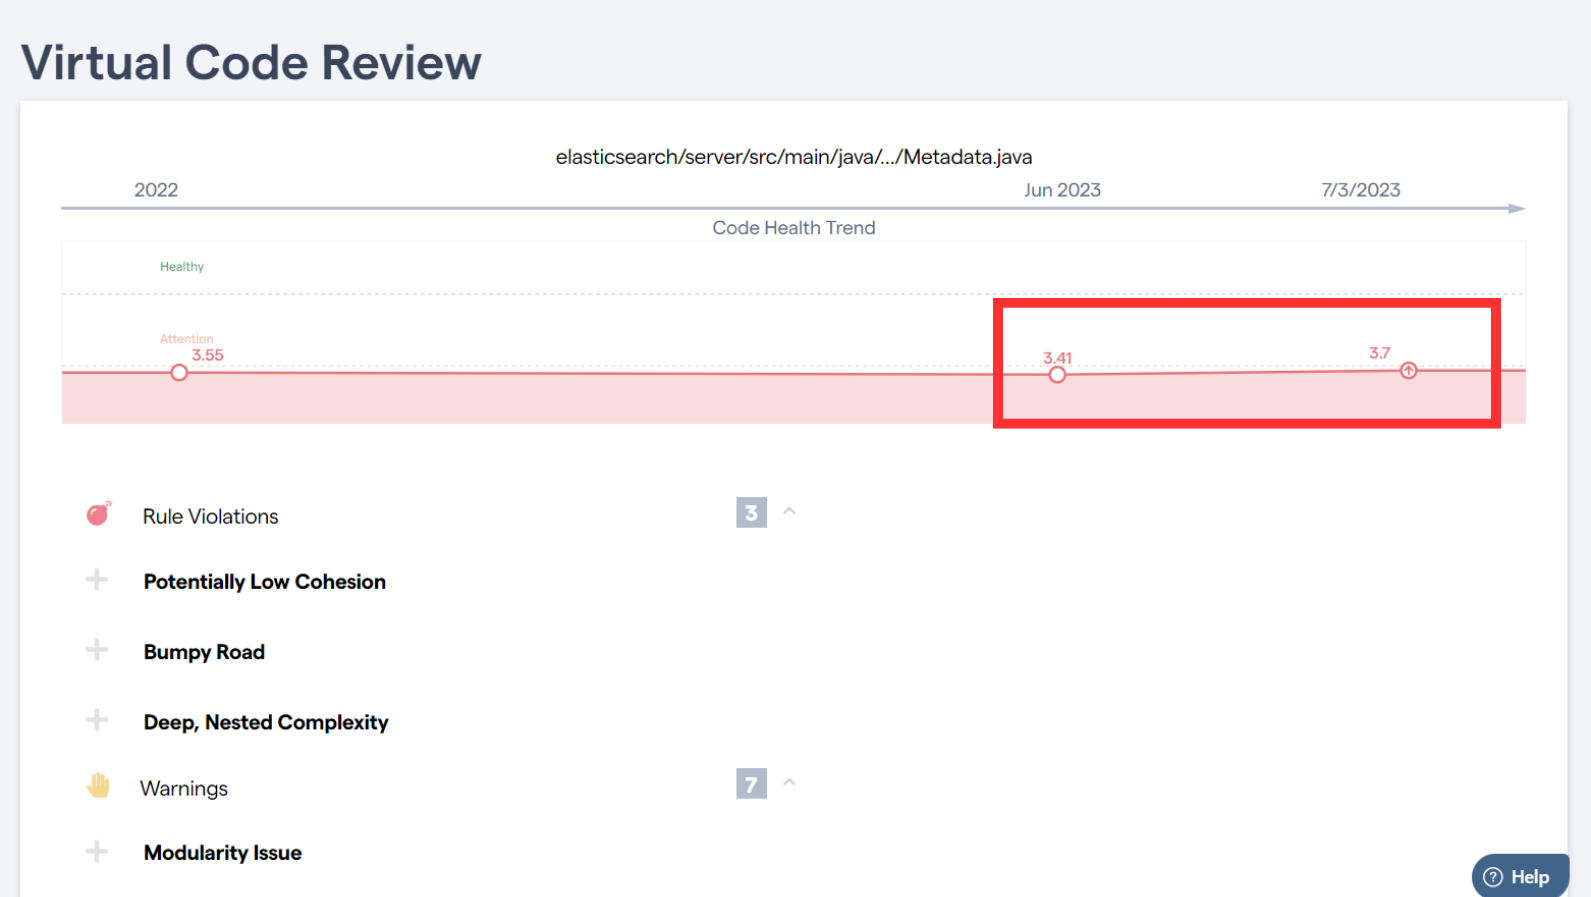 Virtual Code Review
elasticsearch/server/src/main/java/.../Metadata.java
2022 Jun 2023 7/3/2023
Code Health Trend
Healthy
Attention
3.55 3.41 3.7
Rule Violations 3
Potentially Low Cohesion
Bumpy Road
Deep, Nested Complexity
Warnings 7
Modularity Issue
? Help